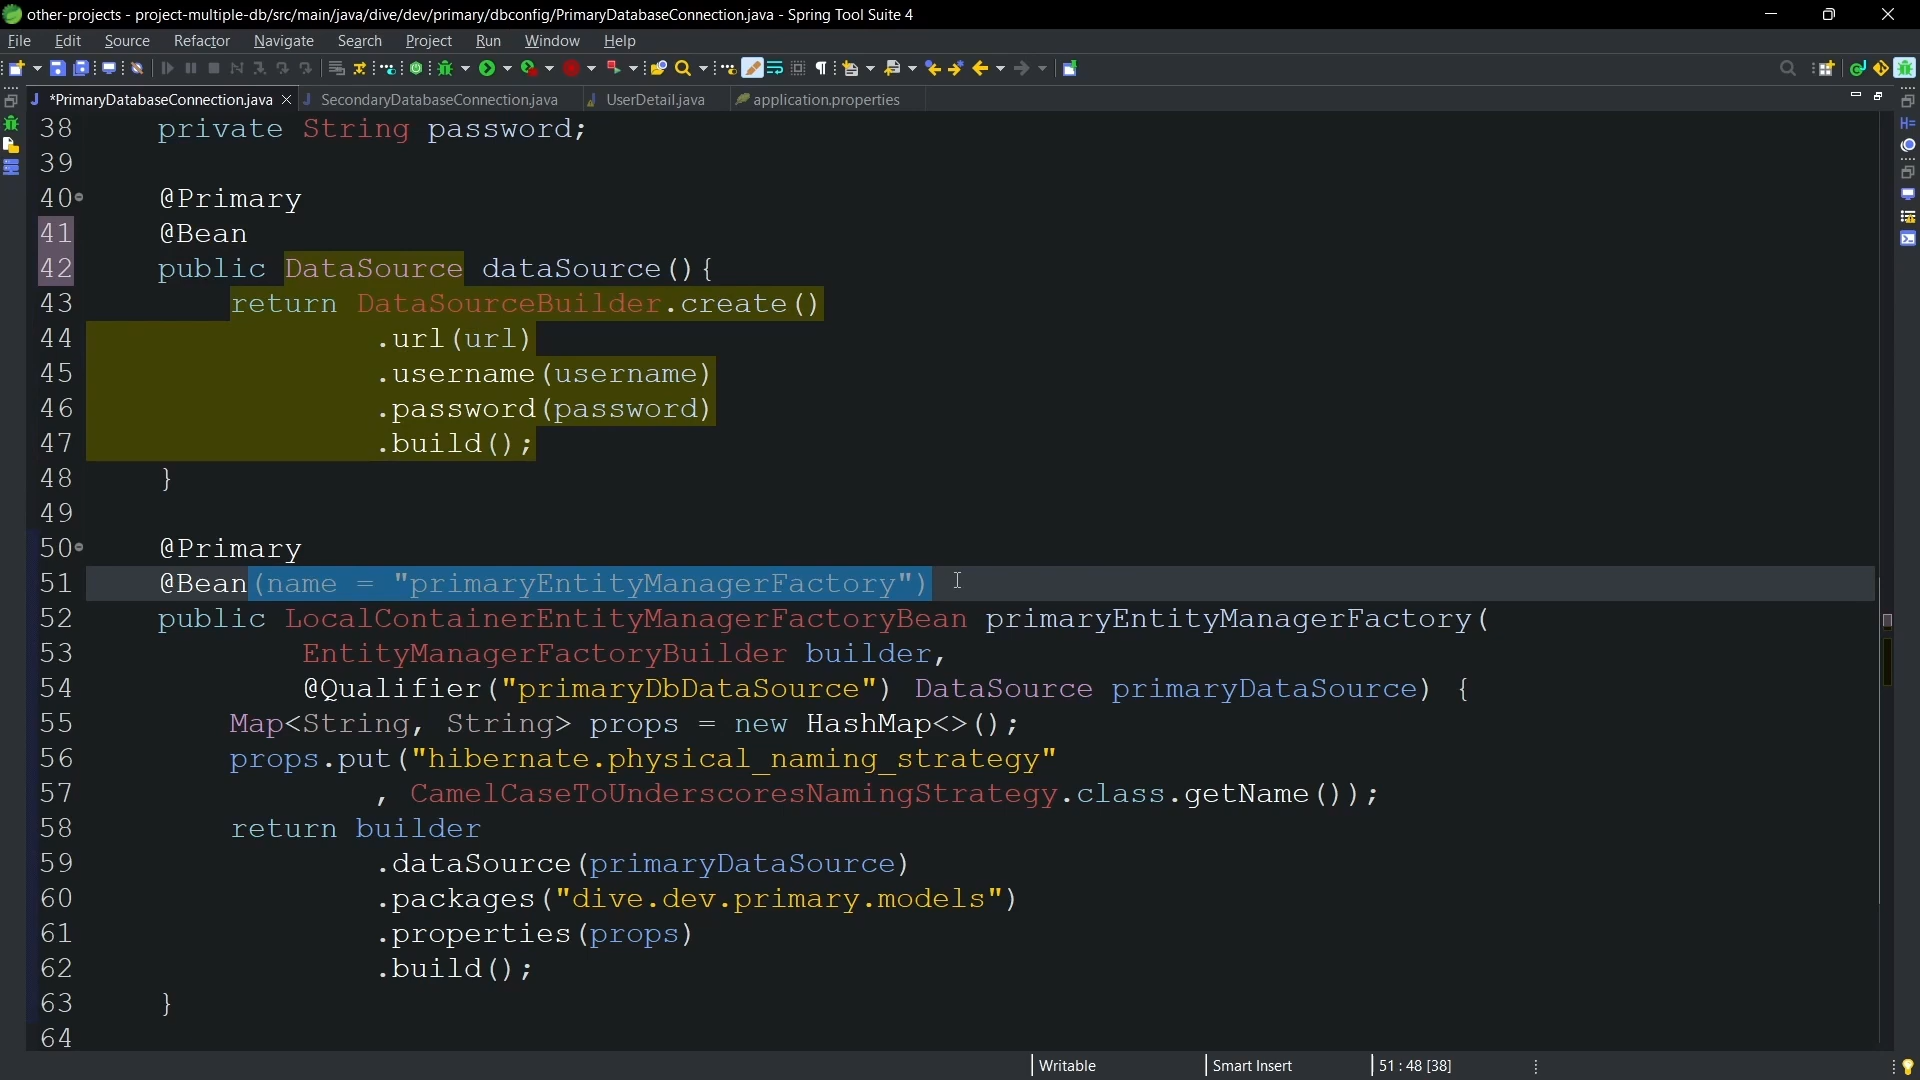 other-projects - project-multiple-db/src/main/java/dive/dev/primary/dbconfig/PrimaryDatabaseConnection.java - Spring Tool Suite 4
File Edit Source Refactor Navigate Search Project Run Window Help
*PrimaryDatabaseConnection.java SecondaryDatabaseConnection.java UserDetail.java application.properties
38 private String password;
39
40 @Primary
41 @Bean
42 public DataSource dataSource(){
43 return DataSourceBuilder.create()
44 .url(url)
45 .username(username)
46 .password(password)
47 .build();
48 }
49
50 @Primary
51 @Bean(name = "primaryEntityManagerFactory")
52 public LocalContainerEntityManagerFactoryBean primaryEntityManagerFactory(
53 EntityManagerFactoryBuilder builder,
54 @Qualifier("primaryDbDataSource") DataSource primaryDataSource) {
55 Map<String, String> props = new HashMap<>();
56 props.put("hibernate.physical_naming_strategy"
57 , CamelCaseToUnderscoresNamingStrategy.class.getName());
58 return builder
59 .dataSource(primaryDataSource)
60 .packages("dive.dev.primary.models")
61 .properties(props)
62 .build();
63 }
64
Writable Smart Insert 51 : 48 [38]